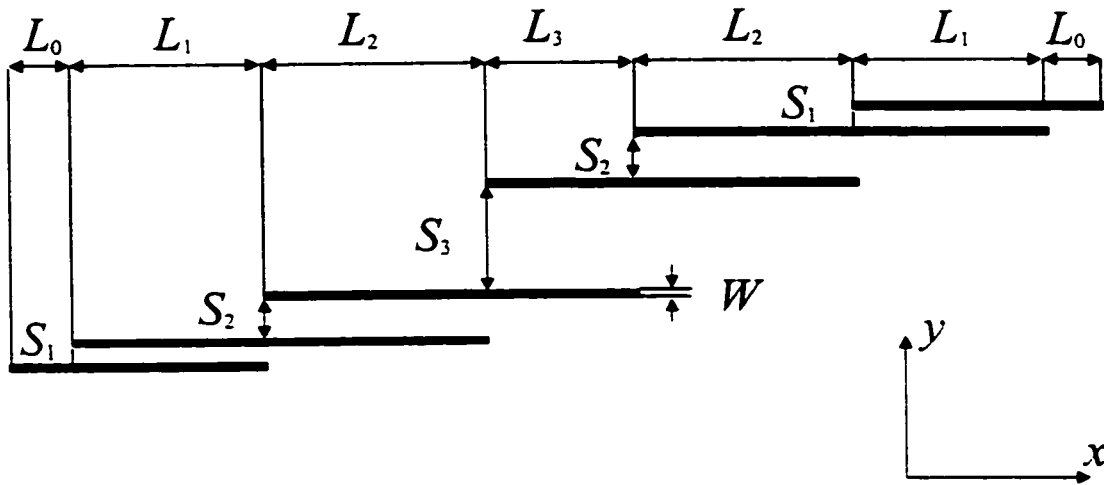 L₀ L₁ L₂ L₃ L₂ L₁ L₀
S₁
S₂
S₃
S₂
S₁
W
y
x